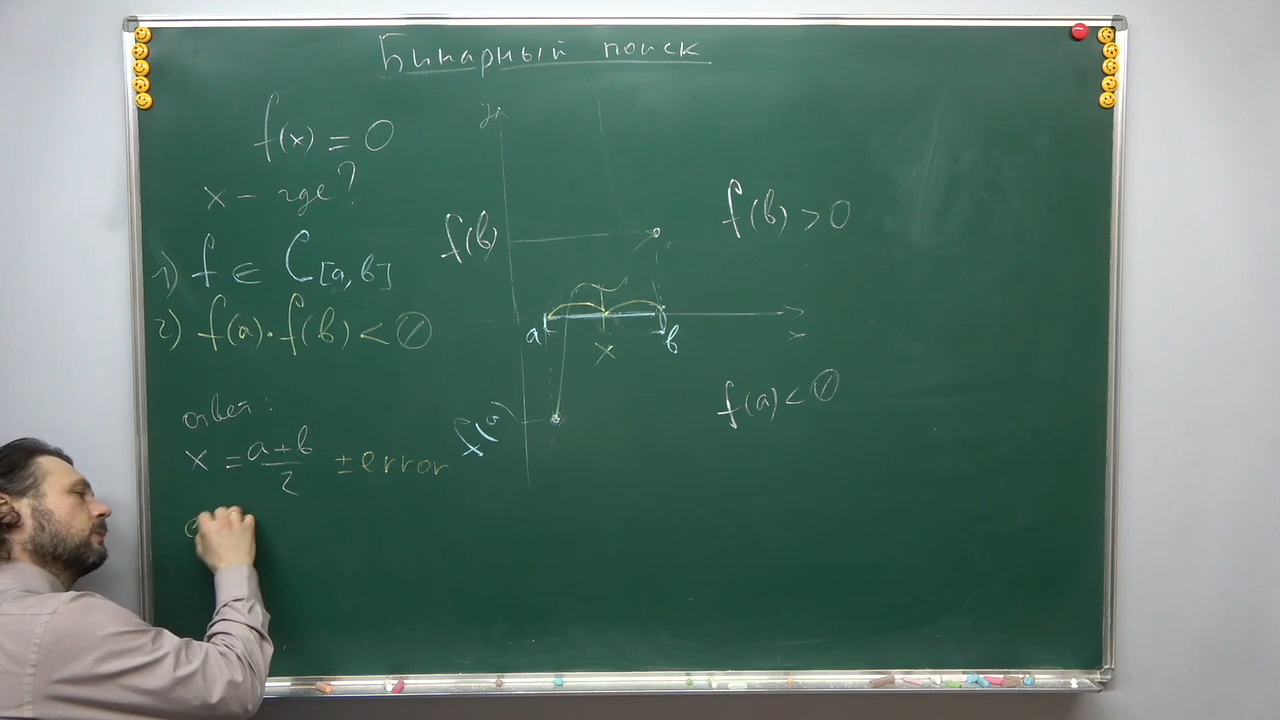 Бинарный поиск
f(x) = 0
x – где?
1) f ∈ C[a, b]
2) f(a) · f(b) < 0
ответ:
x = a + b / 2 ± error
y
f(b)
a
x
b
x
f(a
f(b) > 0
f(a) < 0